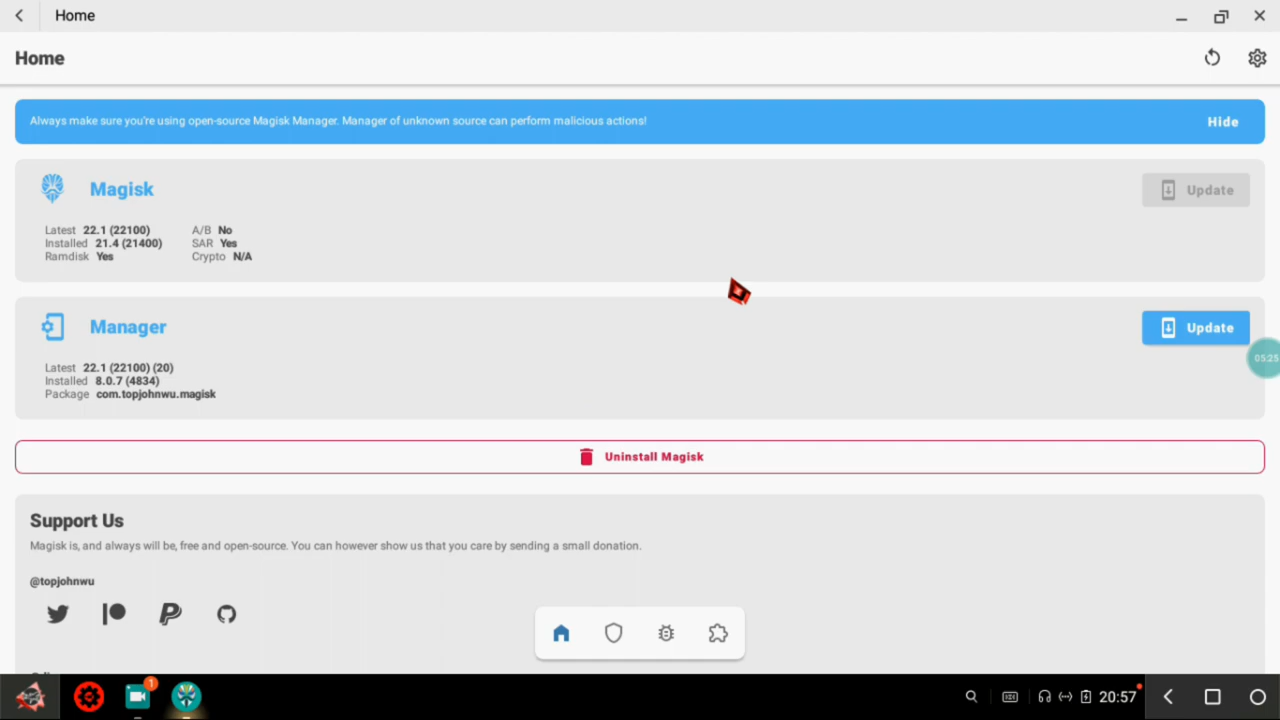 Home
Home
Always make sure you're using open-source Magisk Manager. Manager of unknown source can perform malicious actions!
Hide
Magisk
Update
Latest 22.1 (22100)
A/B No
Installed 21.4 (21400)
SAR Yes
Ramdisk Yes
Crypto N/A
Manager
Update
Latest 22.1 (22100) (20)
Installed 8.0.7 (4834)
Package com.topjohnwu.magisk
05:25
Uninstall Magisk
Support Us
Magisk is, and always will be, free and open-source. You can however show us that you care by sending a small donation.
@topjohnwu
1
20:57